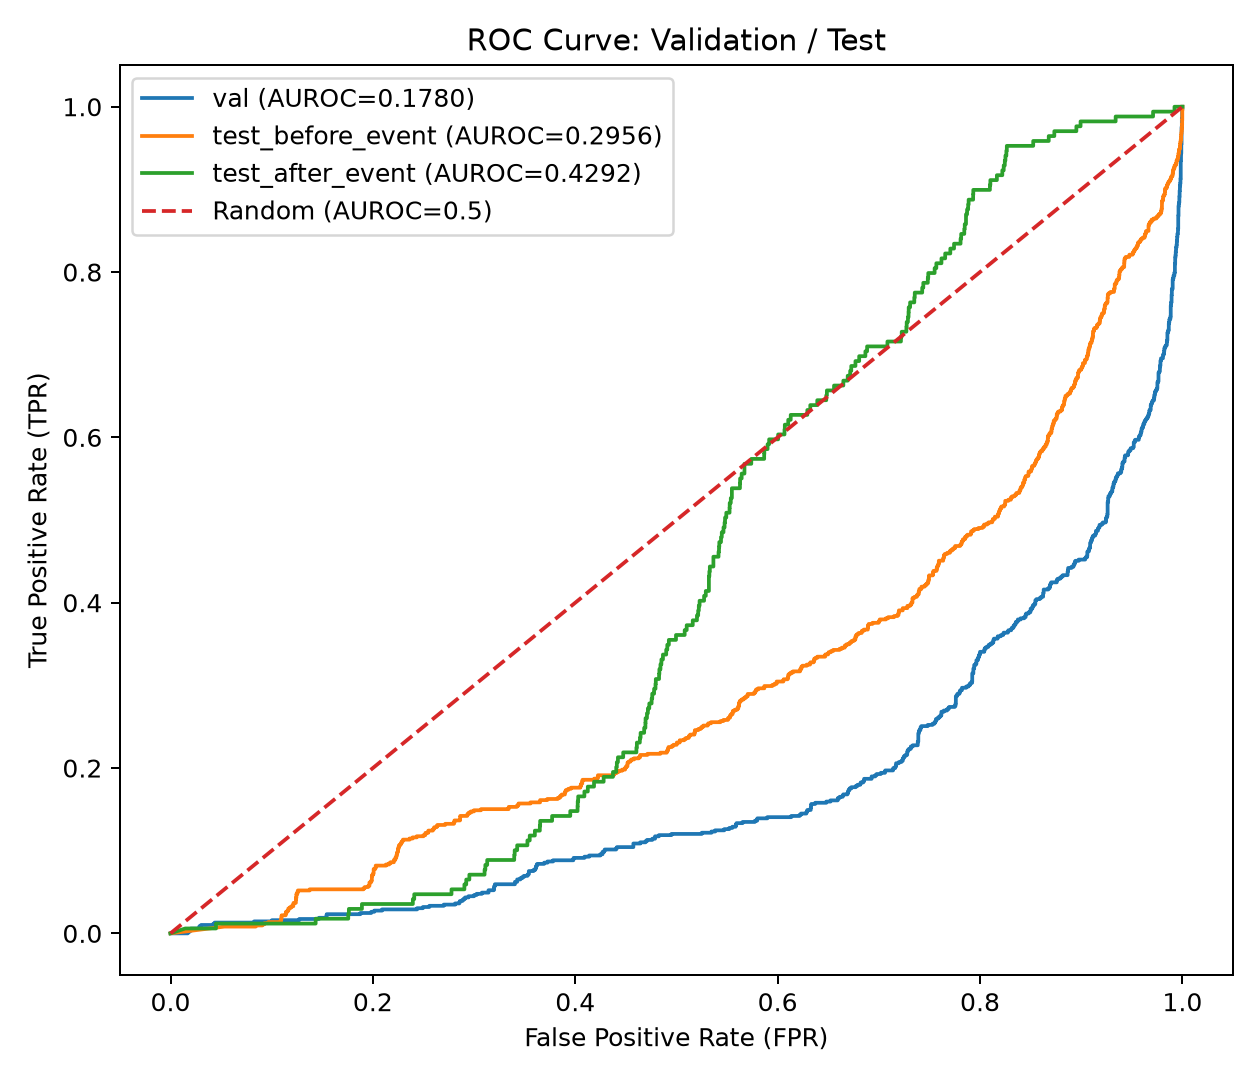 ROC Curve: Validation / Test
val (AUROC=0.1780)
test_before_event (AUROC=0.2956)
test_after_event (AUROC=0.4292)
Random (AUROC=0.5)
1.0
0.8
0.6
0.4
0.2
0.0
True Positive Rate (TPR)
0.0 0.2 0.4 0.6 0.8 1.0
False Positive Rate (FPR)